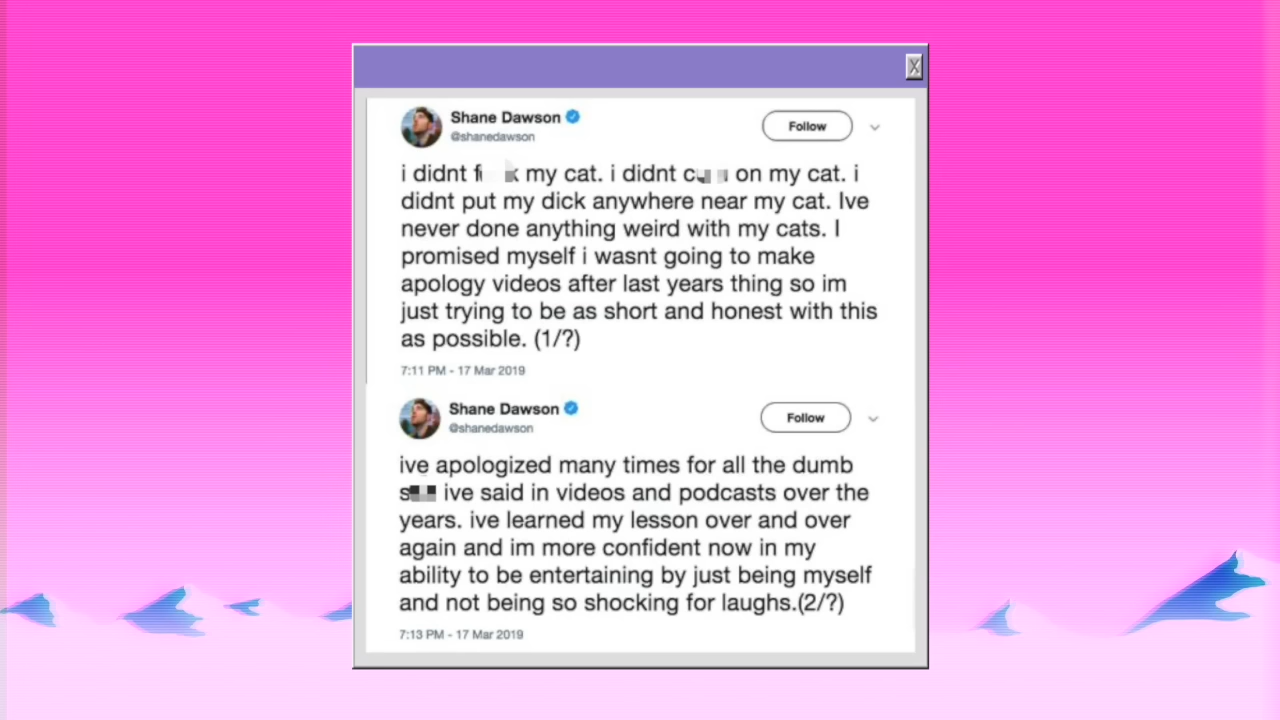 X
Shane Dawson
@shanedawson
Follow
i didnt f k my cat. i didnt c on my cat. i
didnt put my dick anywhere near my cat. Ive
never done anything weird with my cats. I
promised myself i wasnt going to make
apology videos after last years thing so im
just trying to be as short and honest with this
as possible. (1/?)
7:11 PM - 17 Mar 2019
Shane Dawson
@shanedawson
Follow
ive apologized many times for all the dumb
s ive said in videos and podcasts over the
years. ive learned my lesson over and over
again and im more confident now in my
ability to be entertaining by just being myself
and not being so shocking for laughs.(2/?)
7:13 PM - 17 Mar 2019